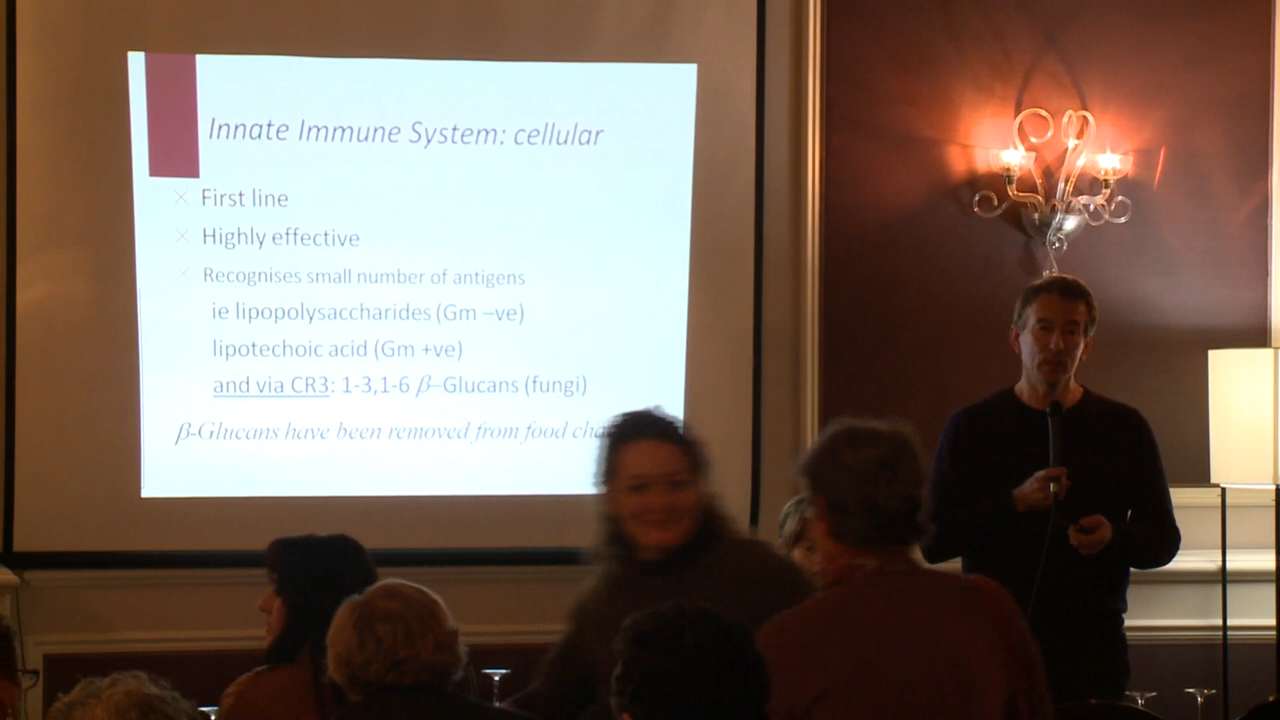 Innate Immune System: cellular
First line
Highly effective
Recognises small number of antigens
ie lipopolysaccharides (Gm –ve)
lipotechoic acid (Gm +ve)
and via CR3: 1-3,1-6 β–Glucans (fungi)
β-Glucans have been removed from food